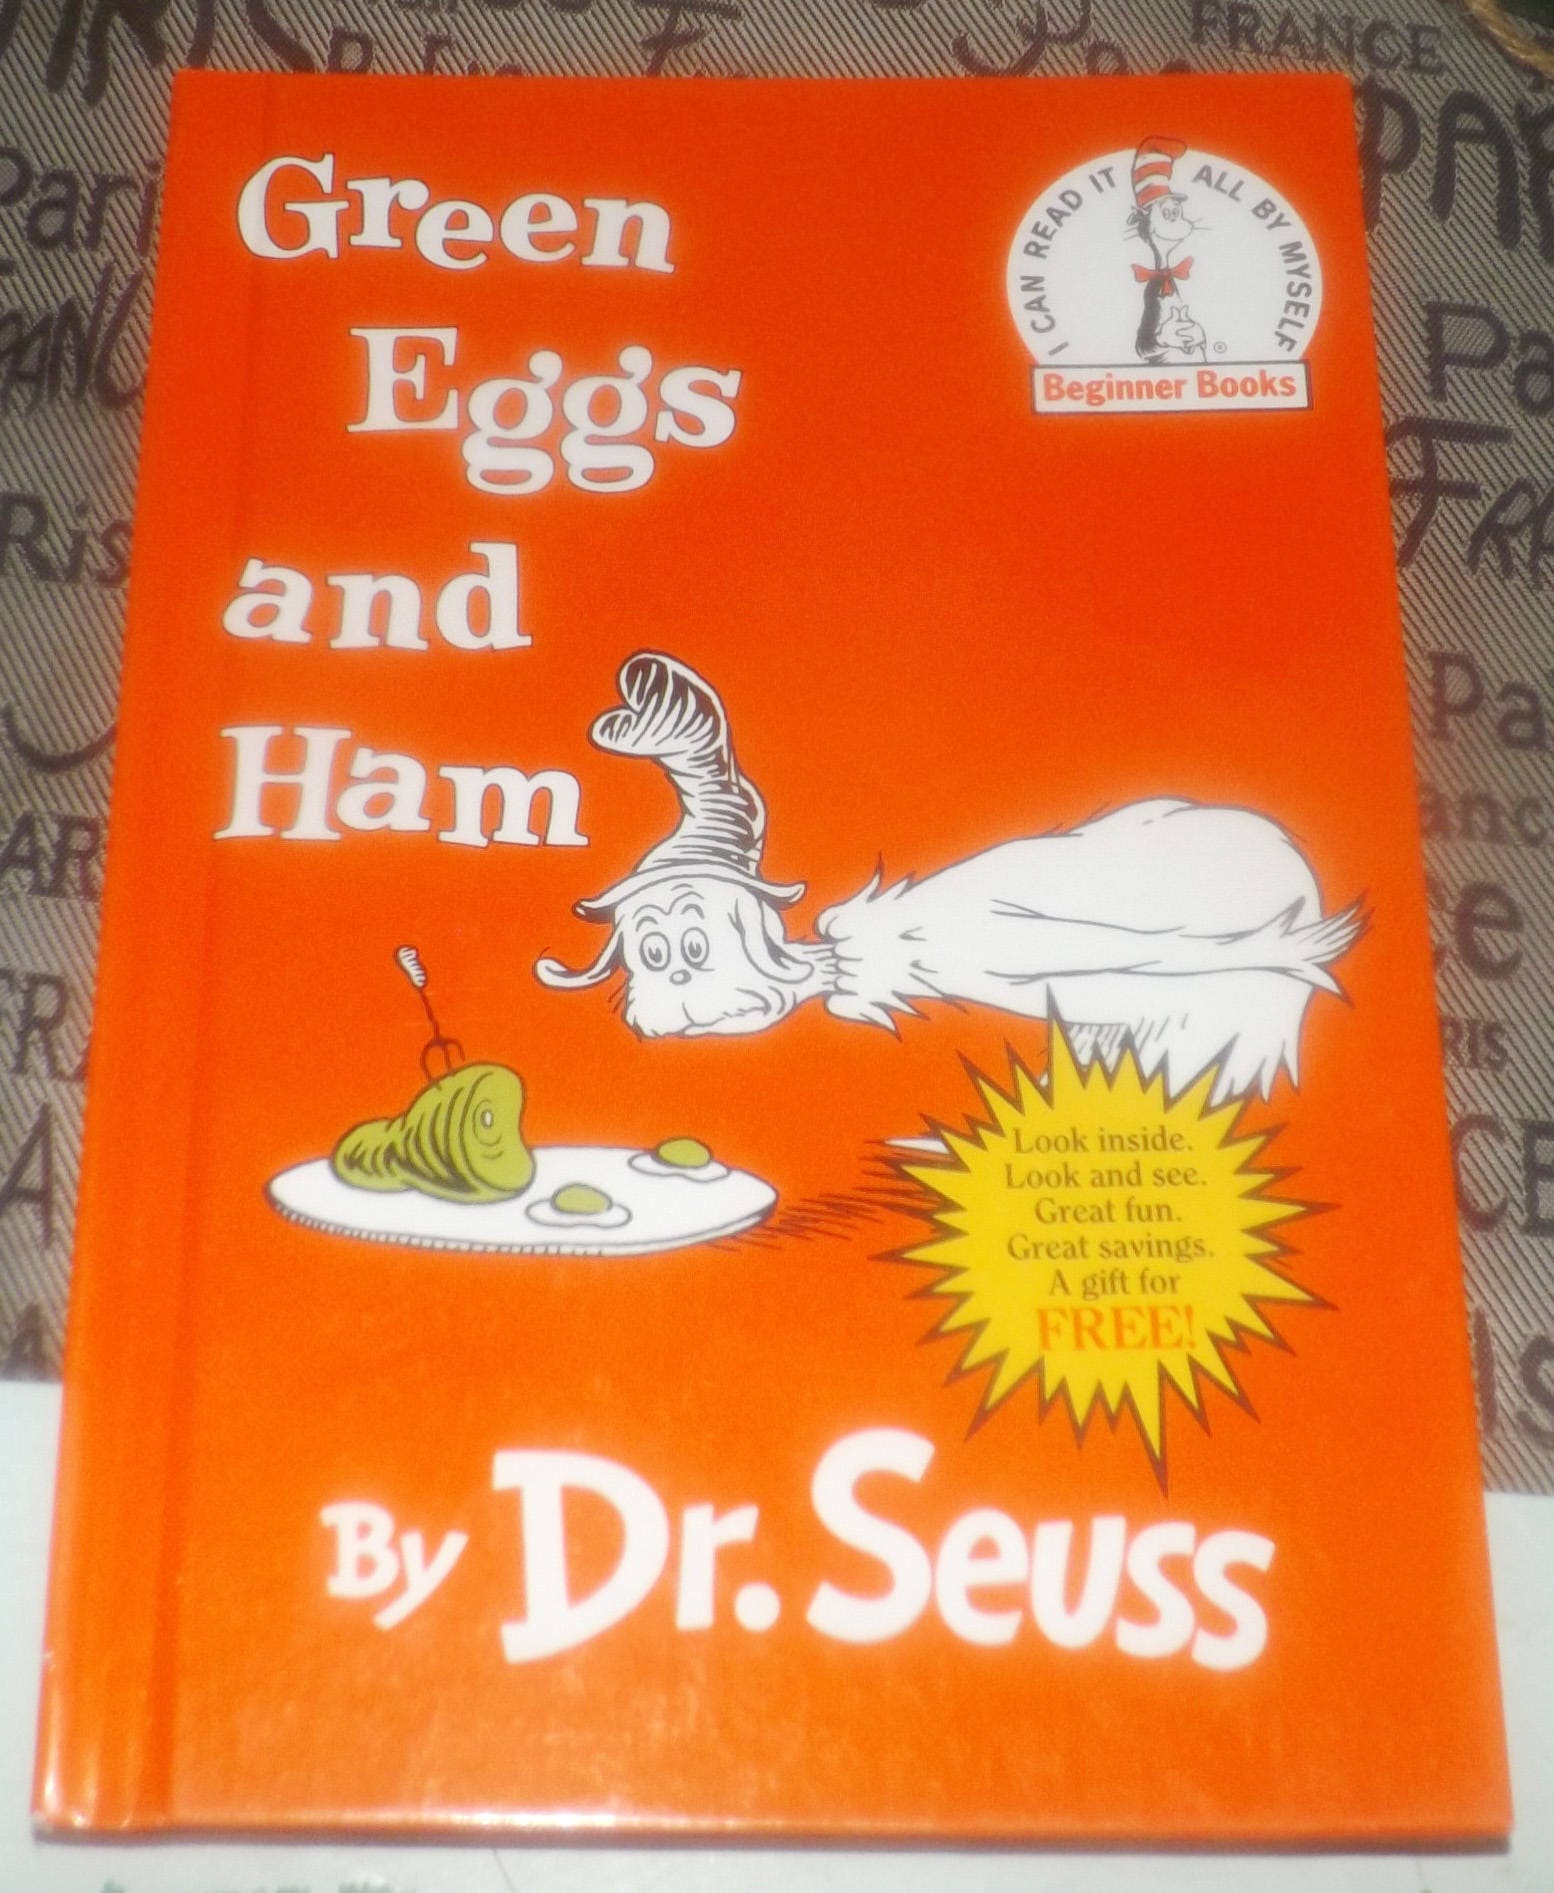 FRANCE
Green
Eggs
and
Ham
I CAN READ IT ALL BY MYSELF
®
Beginner Books
Look inside.
Look and see.
Great fun.
Great savings.
A gift for
FREE!
By Dr. Seuss